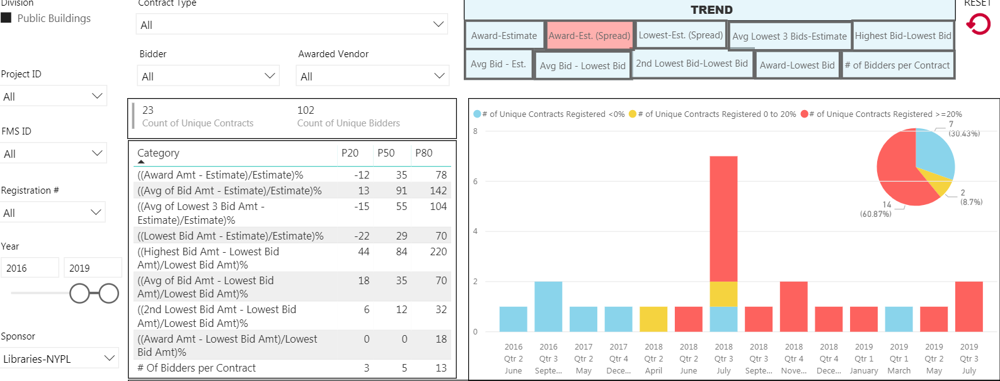 Division
Public Buildings
Contract Type
All
Bidder
Awarded Vendor
All
All
Project ID
All
FMS ID
All
Registration #
All
Year
2016
2019
Sponsor
Libraries-NYPL
TREND
RESET
Award-Estimate
Award-Est. (Spread)
Lowest-Est. (Spread)
Avg Lowest 3 Bids-Estimate
Highest Bid-Lowest Bid
Avg Bid - Est.
Avg Bid - Lowest Bid
2nd Lowest Bid-Lowest Bid
Award-Lowest Bid
# of Bidders per Contract
23
Count of Unique Contracts
102
Count of Unique Bidders
Category P20 P50 P80
((Award Amt - Estimate)/Estimate)% -12 35 78
((Avg of Bid Amt - Estimate)/Estimate)% 13 91 142
((Avg of Lowest 3 Bid Amt - -15 55 104
Estimate)/Estimate)%
((Lowest Bid Amt - Estimate)/Estimate)% -22 29 70
((Highest Bid Amt - Lowest Bid 44 84 220
Amt)/Lowest Bid Amt)%
((Avg of Bid Amt - Lowest Bid 18 35 70
Amt)/Lowest Bid Amt)%
((2nd Lowest Bid Amt - Lowest Bid 6 12 32
Amt)/Lowest Bid Amt)%
((Award Amt - Lowest Bid Amt)/Lowest 0 0 18
Bid Amt)%
# Of Bidders per Contract 3 5 13
# of Unique Contracts Registered <0% # of Unique Contracts Registered 0 to 20% # of Unique Contracts Registered >=20%
8
6
4
2
0
7
(30.43%)
2
(8.7%)
14
(60.87%)
2016 2016 2017 2017 2018 2018 2018 2018 2018 2018 2019 2019 2019 2019
Qtr 2 Qtr 3 Qtr 2 Qtr 4 Qtr 2 Qtr 2 Qtr 3 Qtr 3 Qtr 4 Qtr 4 Qtr 1 Qtr 1 Qtr 2 Qtr 3
June Septe... May Dece... April June July Septe... Nove... Dece... January March May July